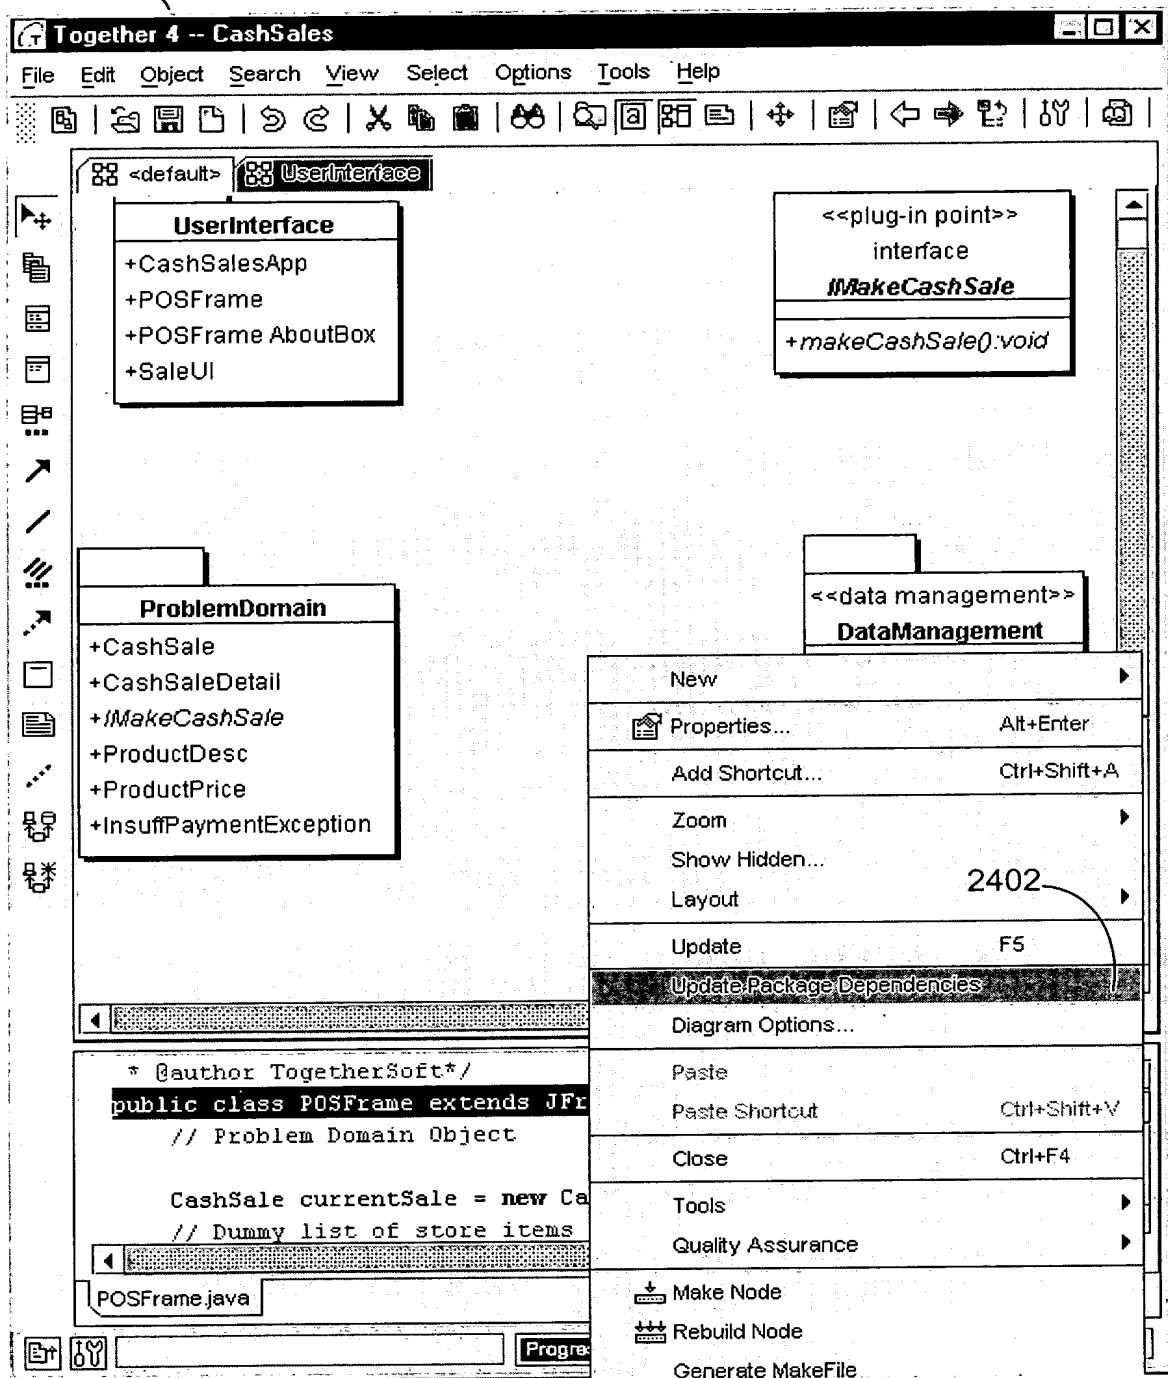 Together 4 -- CashSales
File Edit Object Search View Select Options Tools Help
<default> UserInterface
UserInterface
+CashSalesApp
+POSFrame
+POSFrame AboutBox
+SaleUI
<<plug-in point>>
interface
IMakeCashSale
+makeCashSale():void
ProblemDomain
+CashSale
+CashSaleDetail
+IMakeCashSale
+ProductDesc
+ProductPrice
+InsuffPaymentException
<<data management>>
DataManagement
New
Properties... Alt+Enter
Add Shortcut... Ctrl+Shift+A
Zoom
Show Hidden...
Layout
2402
Update F5
Update Package Dependencies
Diagram Options...
Paste
Paste Shortcut Ctrl+Shift+V
Close Ctrl+F4
Tools
Quality Assurance
Make Node
Rebuild Node
Generate MakeFile
* @author TogetherSoft*/
public class POSFrame extends JFr
// Problem Domain Object
CashSale currentSale = new Ca
// Dummy list of store items
POSFrame.java
Progre